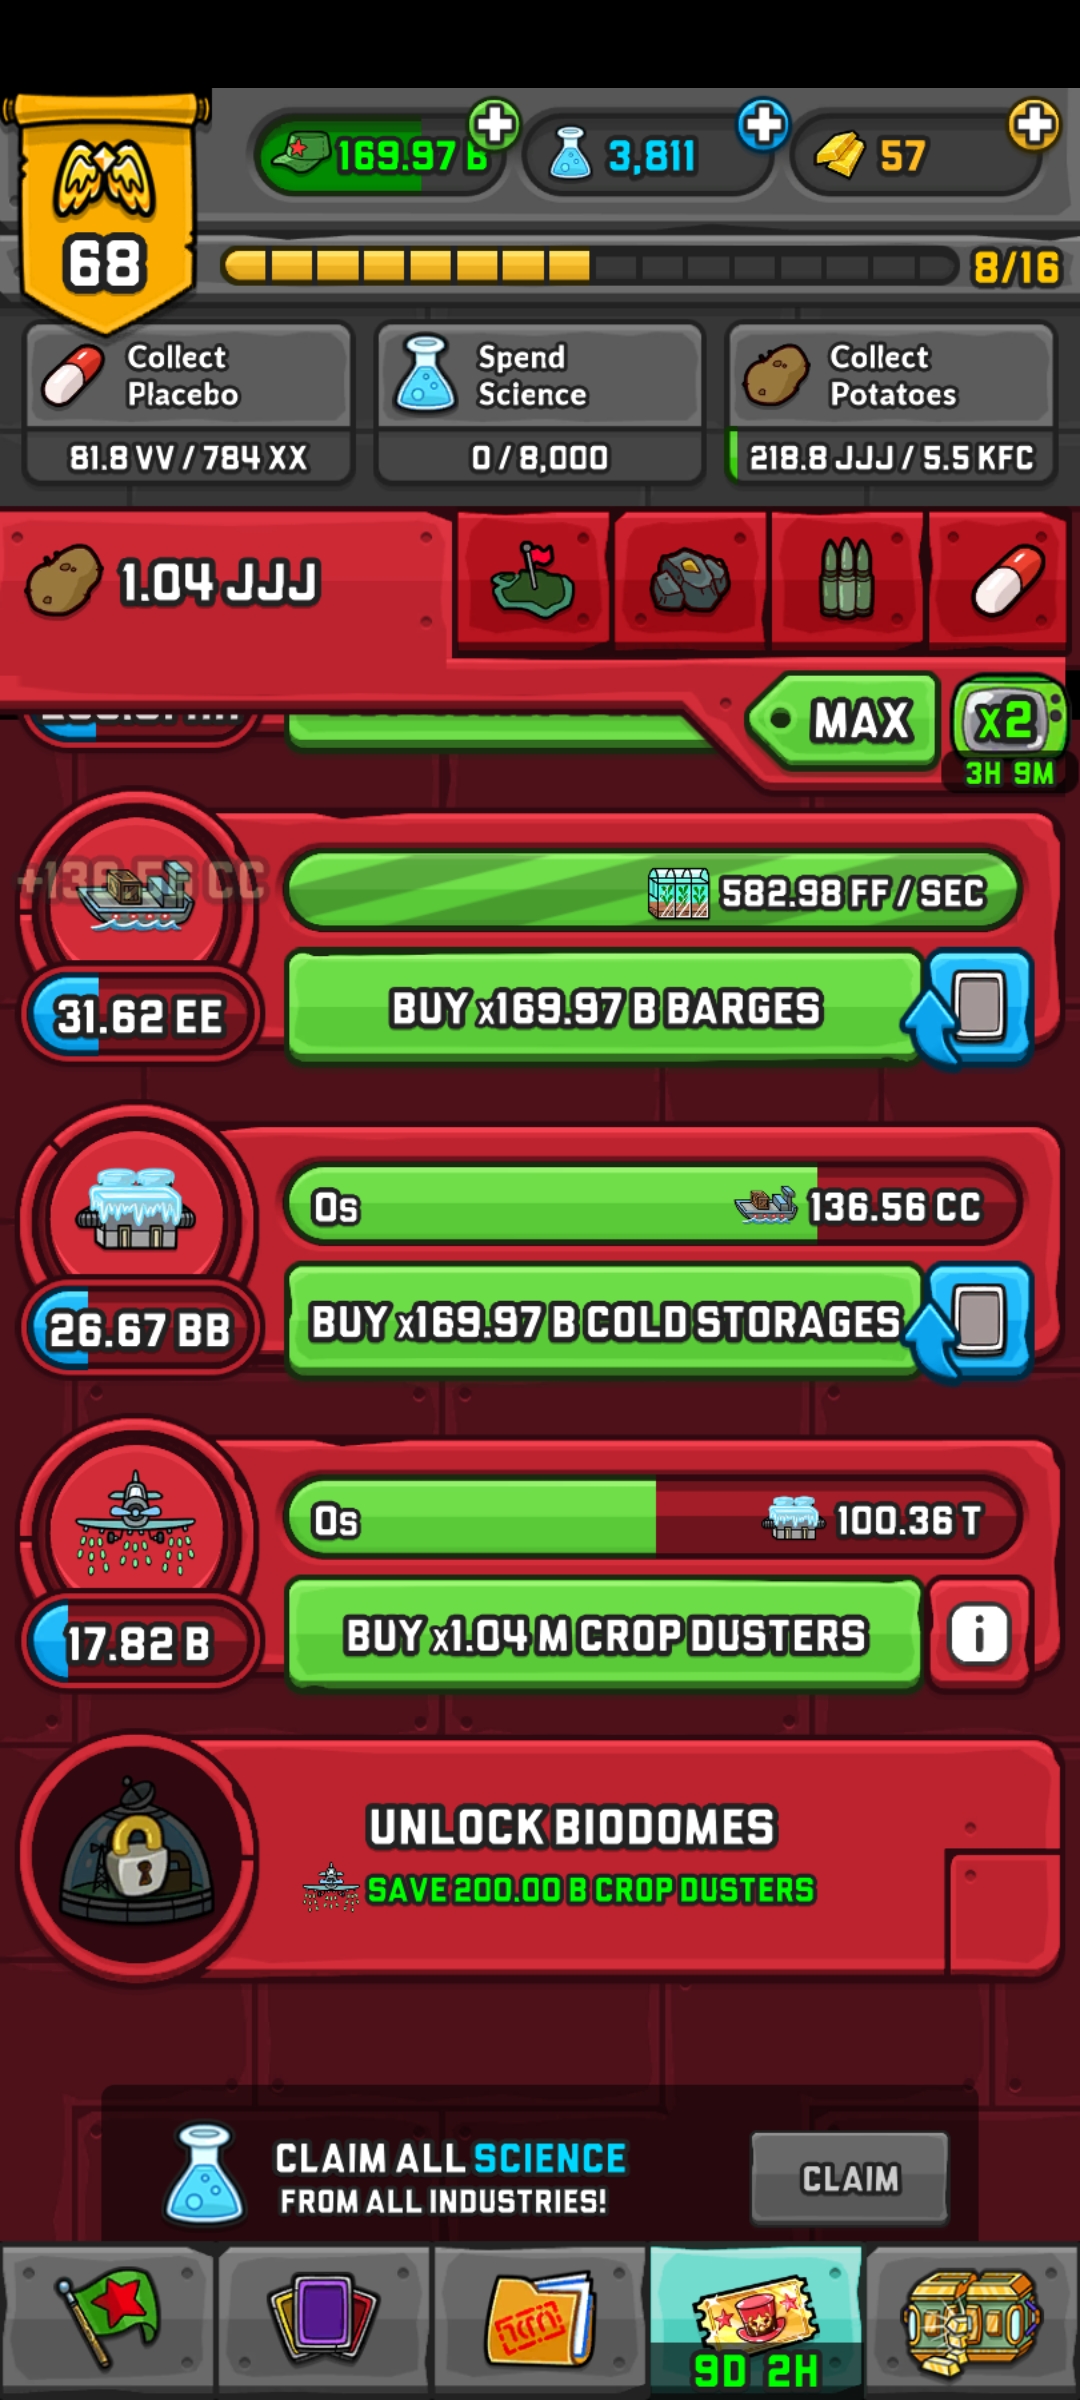 169.97 B
3,811
57
68
8/16
Collect
Placebo
81.8 VV / 784 XX
Spend
Science
0 / 8,000
Collect
Potatoes
218.8 JJJ / 5.5 KFC
1.04 JJJ
MAX
x2
3H 9M
+136.56 CC
582.98 FF / SEC
31.62 EE
BUY x169.97 B BARGES
0s
136.56 CC
26.67 BB
BUY x169.97 B COLD STORAGES
0s
100.36 T
17.82 B
BUY x1.04 M CROP DUSTERS
i
UNLOCK BIODOMES
SAVE 200.00 B CROP DUSTERS
CLAIM ALL SCIENCE
FROM ALL INDUSTRIES!
CLAIM
9D 2H